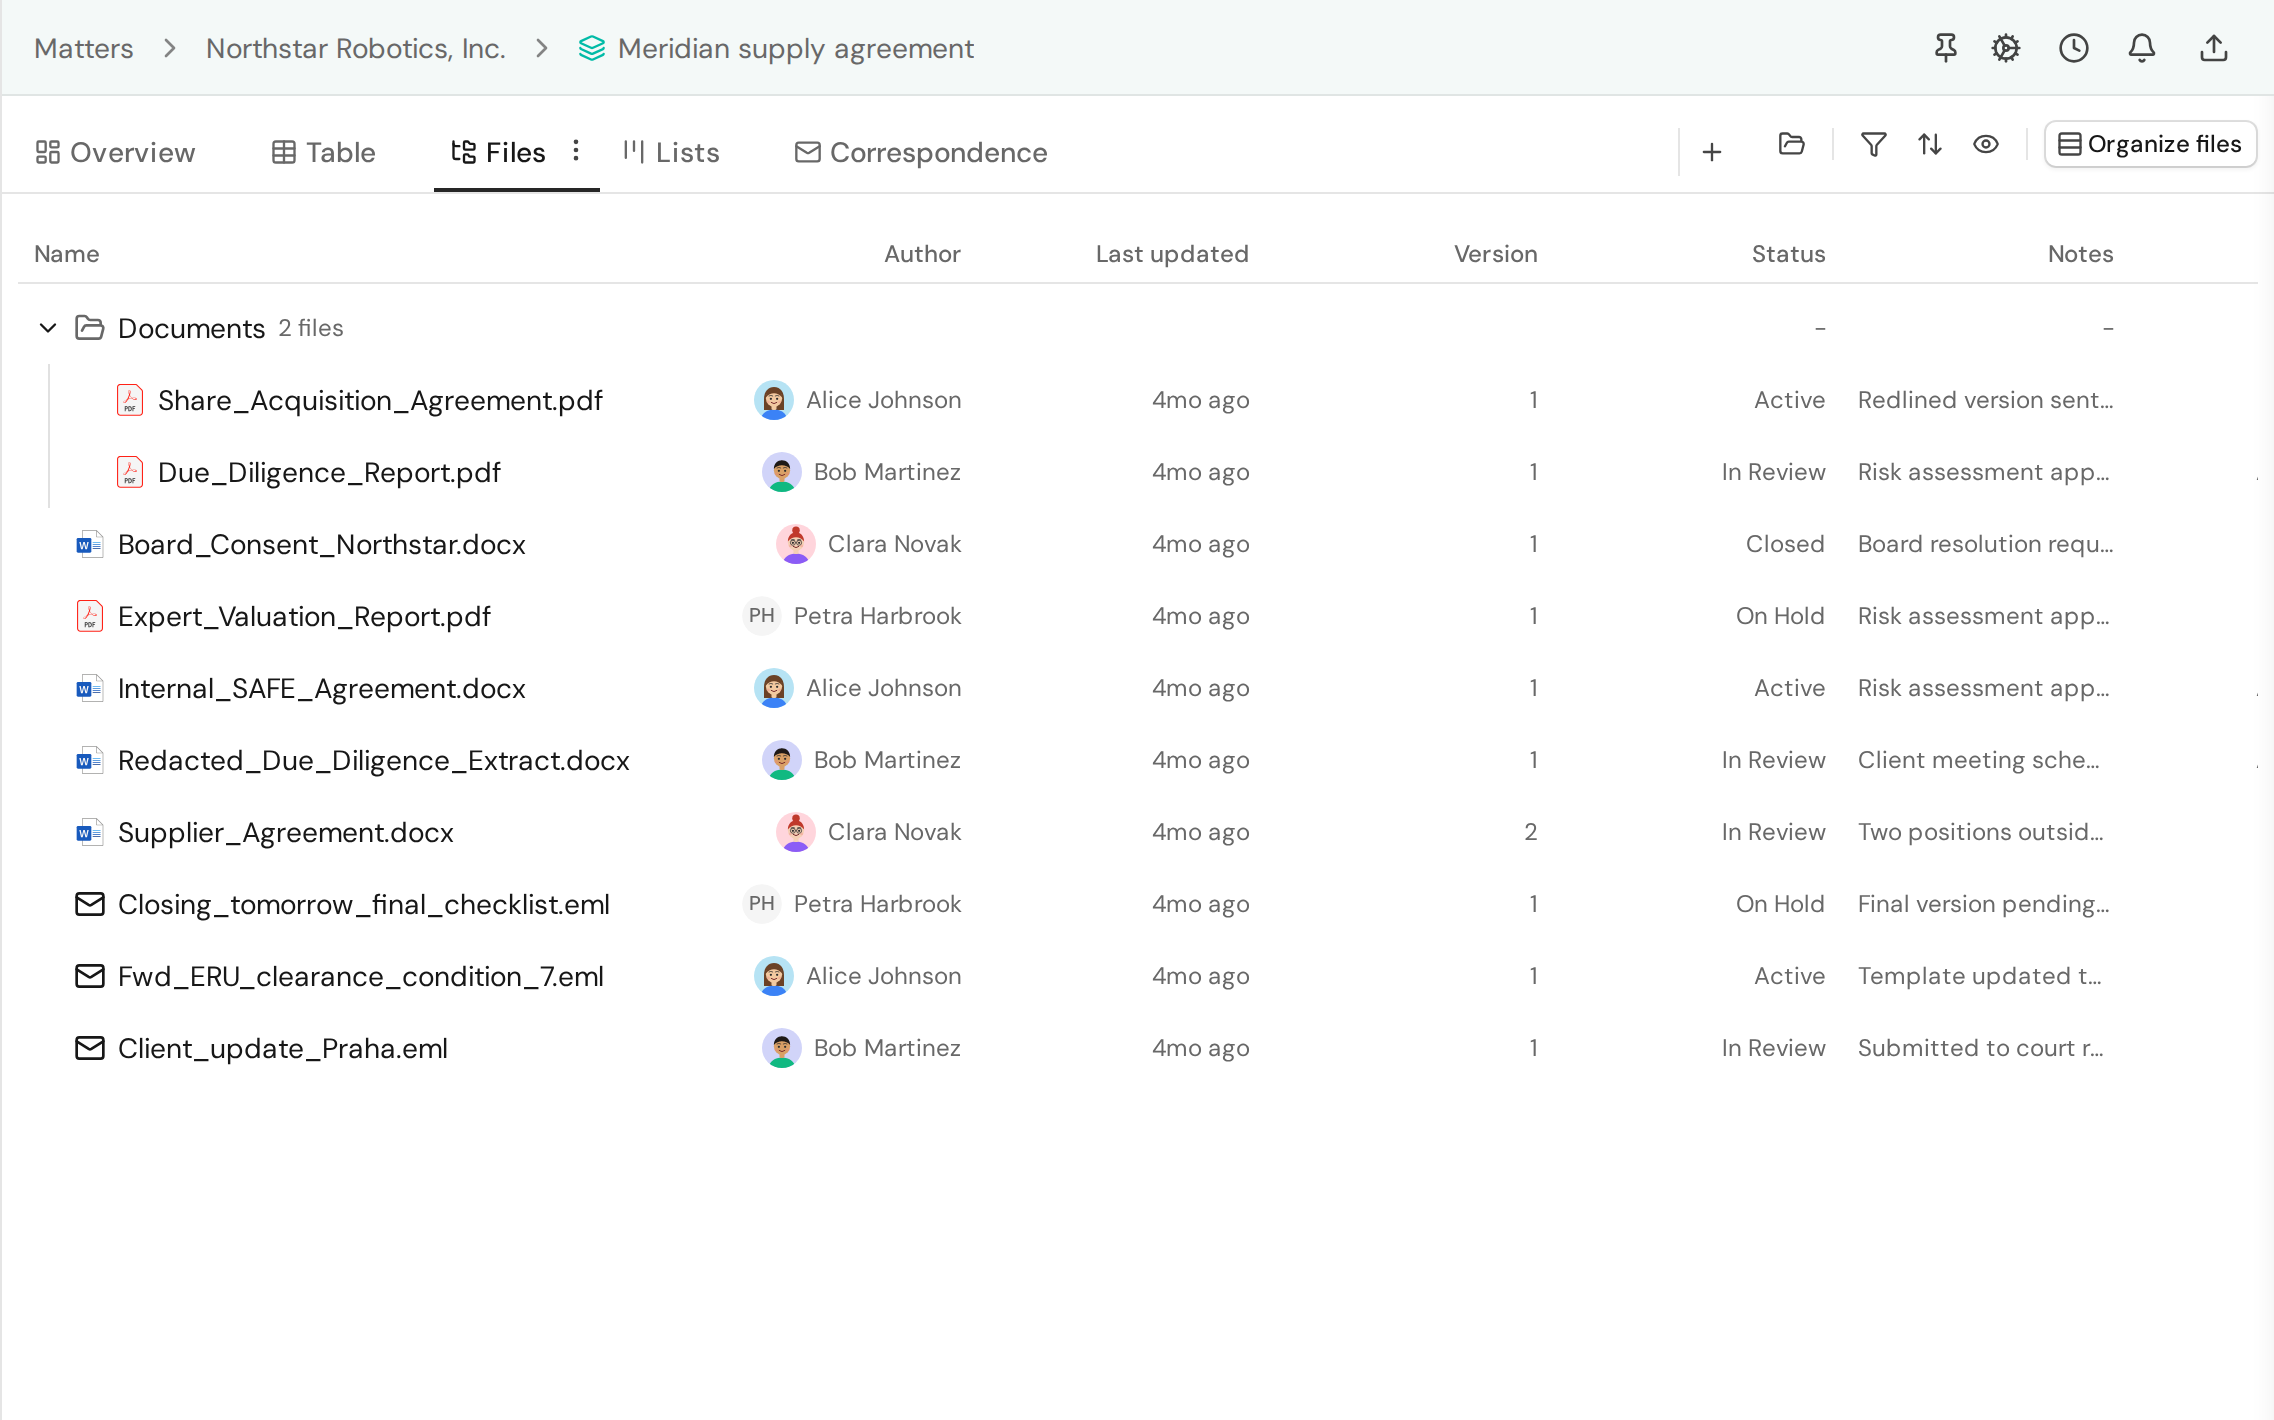 Matters > Northstar Robotics, Inc. > Meridian supply agreement
Overview Table Files Lists Correspondence Organize files
Name Author Last updated Version Status Notes
Documents 2 files – –
Share_Acquisition_Agreement.pdf Alice Johnson 4mo ago 1 Active Redlined version sent...
Due_Diligence_Report.pdf Bob Martinez 4mo ago 1 In Review Risk assessment app...
Board_Consent_Northstar.docx Clara Novak 4mo ago 1 Closed Board resolution requ...
Expert_Valuation_Report.pdf PH Petra Harbrook 4mo ago 1 On Hold Risk assessment app...
Internal_SAFE_Agreement.docx Alice Johnson 4mo ago 1 Active Risk assessment app...
Redacted_Due_Diligence_Extract.docx Bob Martinez 4mo ago 1 In Review Client meeting sche...
Supplier_Agreement.docx Clara Novak 4mo ago 2 In Review Two positions outsid...
Closing_tomorrow_final_checklist.eml PH Petra Harbrook 4mo ago 1 On Hold Final version pending...
Fwd_ERU_clearance_condition_7.eml Alice Johnson 4mo ago 1 Active Template updated t...
Client_update_Praha.eml Bob Martinez 4mo ago 1 In Review Submitted to court r...